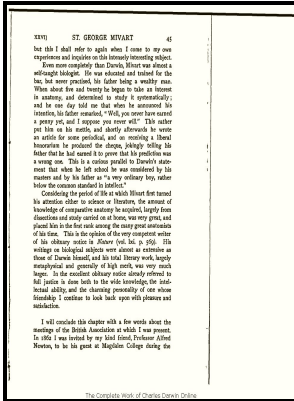 XXVI] ST. GEORGE MIVART 45
but this I shall refer to again when I come to my own
experiences and inquiries on this intensely interesting subject.
Even more completely than Darwin, Mivart was almost a
self-taught biologist. He was educated and trained for the
bar, but never practised, his father being a wealthy man.
When about five and twenty he began to take an interest
in anatomy, and determined to study it systematically;
and he one day told me that when he announced his
intention, his father remarked, "Well, you never have earned
a penny yet, and I suppose you never will." This rather
put him on his mettle, and shortly afterwards he wrote
an article for some periodical, and on receiving a liberal
honorarium he produced the cheque, jokingly telling his
father that he had earned it to prove that his prediction was
a wrong one. This is a curious parallel to Darwin's state-
ment that when he left school he was considered by his
masters and by his father as "a very ordinary boy, rather
below the common standard in intellect."
Considering the period of life at which Mivart first turned
his attention either to science or literature, the amount of
knowledge of comparative anatomy he acquired, largely from
dissections and study carried on at home, was very great, and
placed him in the first rank among the many great anatomists
of his time. This is the opinion of the very competent writer
of his obituary notice in Nature (vol. lxi. p. 569). His
writings on biological subjects were almost as extensive as
those of Darwin himself, and his total literary work, largely
metaphysical and generally of high merit, was very much
larger. In the excellent obituary notice already referred to
full justice is done both to the wide knowledge, the intel-
lectual ability, and the charming personality of one whose
friendship I continue to look back upon with pleasure and
satisfaction.
I will conclude this chapter with a few words about the
meetings of the British Association at which I was present.
In 1862 I was invited by my kind friend, Professor Alfred
Newton, to be his guest at Magdalen College during the
The Complete Work of Charles Darwin Online